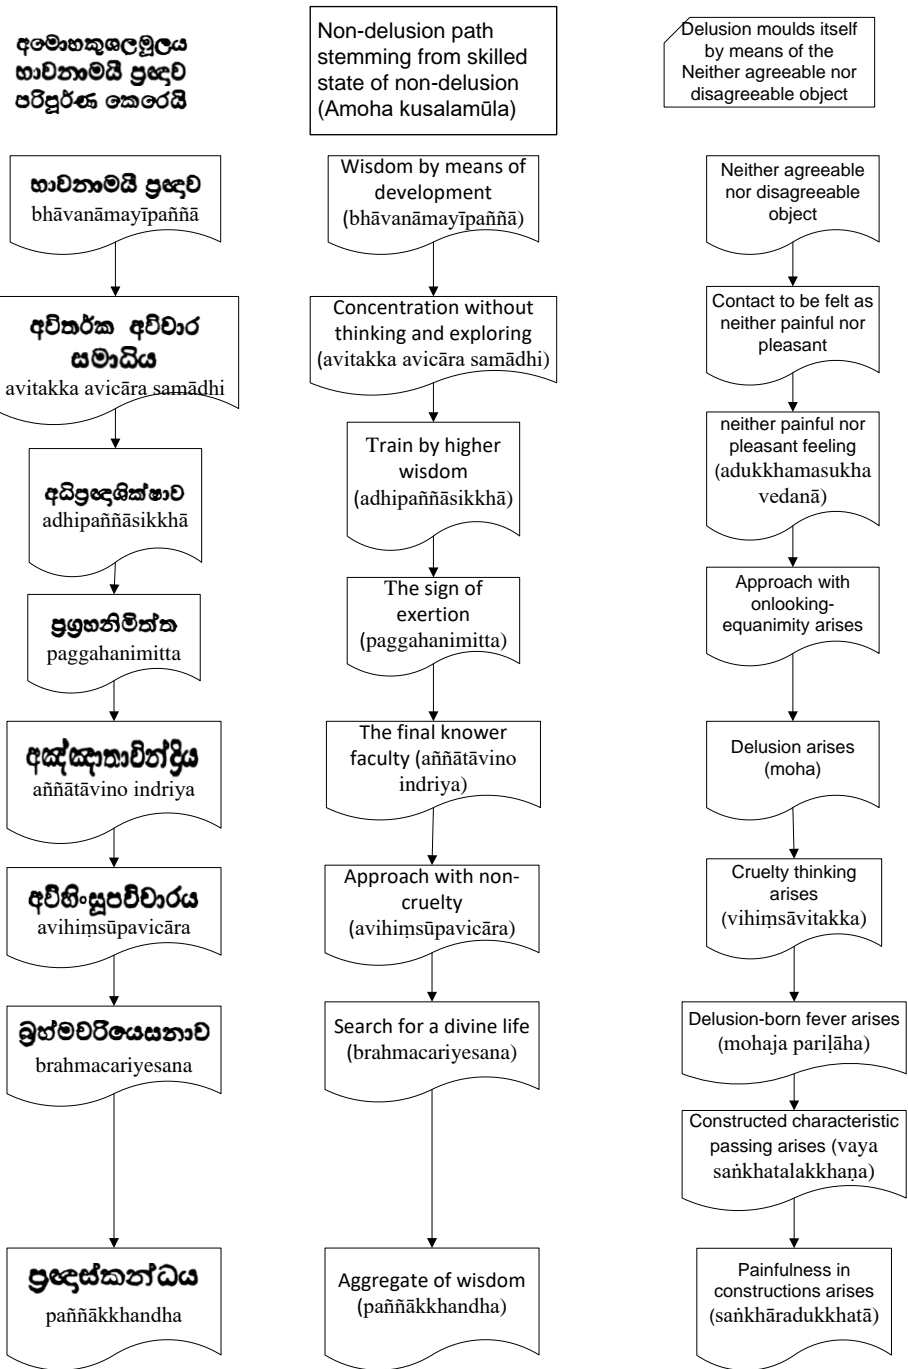 අමොහකුශලමූලය
භාවනාමයී ප්‍රඥාව
පරිපූර්ණ කෙරෙයි
භාවනාමයී ප්‍රඥාව
bhāvanāmayīpaññā
අවිතර්ක අවිචාර
සමාධිය
avitakka avicāra samādhi
අධිප්‍රඥාශික්ෂාව
adhipaññāsikkhā
ප්‍රග්‍රහනිමිත්ත
paggahanimitta
අඤ්ඤාතාවින්ද්‍රිය
aññātāvino indriya
අවිහිංසූපවිචාරය
avihiṃsūpavicāra
බ්‍රහ්මචරියෙසනාව
brahmacariyesana
ප්‍රඥාස්කන්ධය
paññākkhandha
Non-delusion path
stemming from skilled
state of non-delusion
(Amoha kusalamūla)
Wisdom by means of
development
(bhāvanāmayīpaññā)
Concentration without
thinking and exploring
(avitakka avicāra samādhi)
Train by higher
wisdom
(adhipaññāsikkhā)
The sign of
exertion
(paggahanimitta)
The final knower
faculty (aññātāvino
indriya)
Approach with non-
cruelty
(avihiṃsūpavicāra)
Search for a divine life
(brahmacariyesana)
Aggregate of wisdom
(paññākkhandha)
Delusion moulds itself
by means of the
Neither agreeable nor
disagreeable object
Neither agreeable
nor disagreeable
object
Contact to be felt as
neither painful nor
pleasant
neither painful nor
pleasant feeling
(adukkhamasukha
vedanā)
Approach with
onlooking-
equanimity arises
Delusion arises
(moha)
Cruelty thinking
arises
(vihiṃsāvitakka)
Delusion-born fever arises
(mohaja pariḷāha)
Constructed characteristic
passing arises (vaya
saṅkhatalakkhaṇa)
Painfulness in
constructions arises
(saṅkhāradukkhatā)